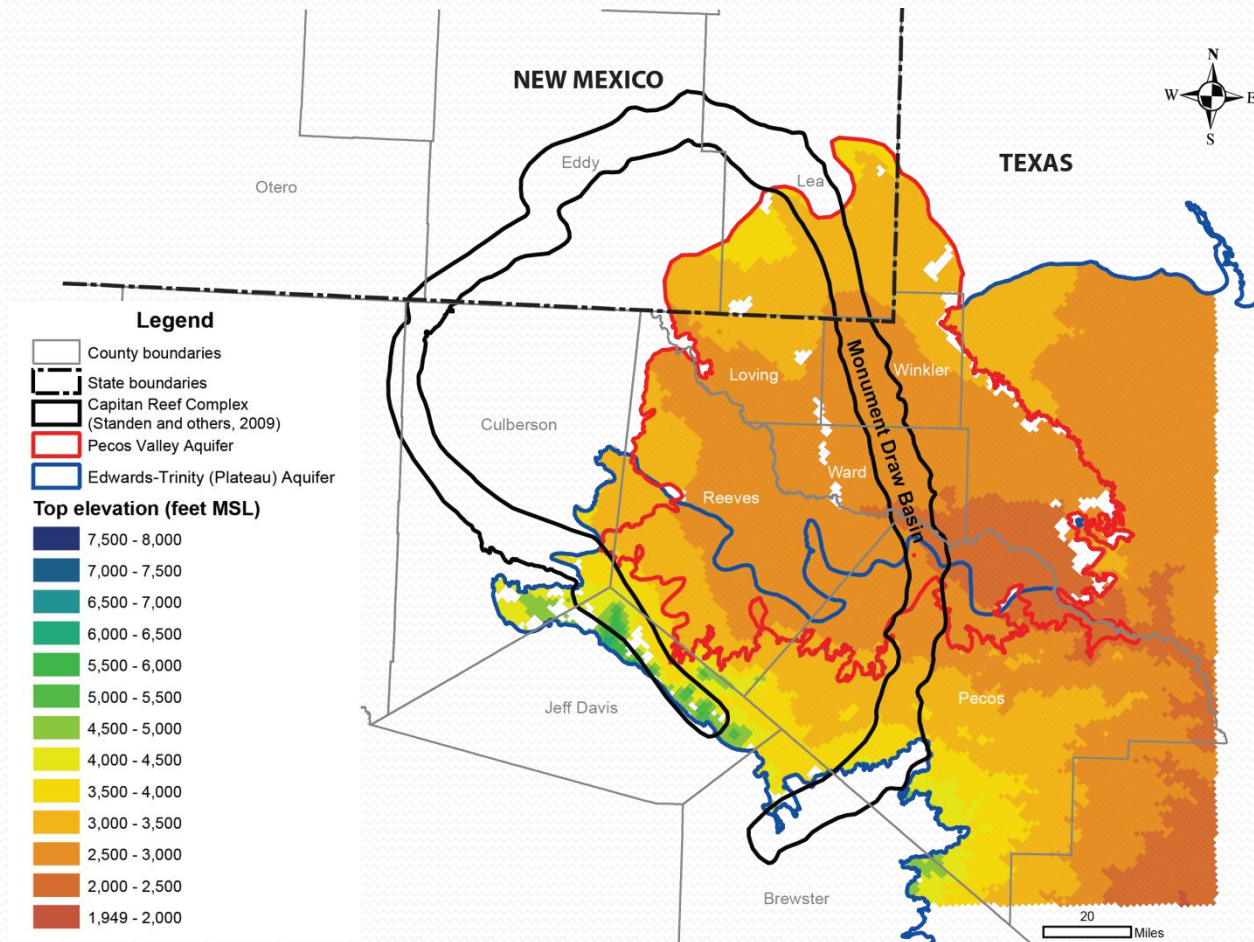 NEW MEXICO
TEXAS
N
W
E
S
Otero
Eddy
Lea
Legend
County boundaries
State boundaries
Capitan Reef Complex
(Standen and others, 2009)
Pecos Valley Aquifer
Edwards-Trinity (Plateau) Aquifer
Top elevation (feet MSL)
7,500 - 8,000
7,000 - 7,500
6,500 - 7,000
6,000 - 6,500
5,500 - 6,000
5,000 - 5,500
4,500 - 5,000
4,000 - 4,500
3,500 - 4,000
3,000 - 3,500
2,500 - 3,000
2,000 - 2,500
1,949 - 2,000
Loving
Winkler
Monument Draw Basin
Culberson
Ward
Reeves
Jeff Davis
Pecos
Brewster
20
Miles